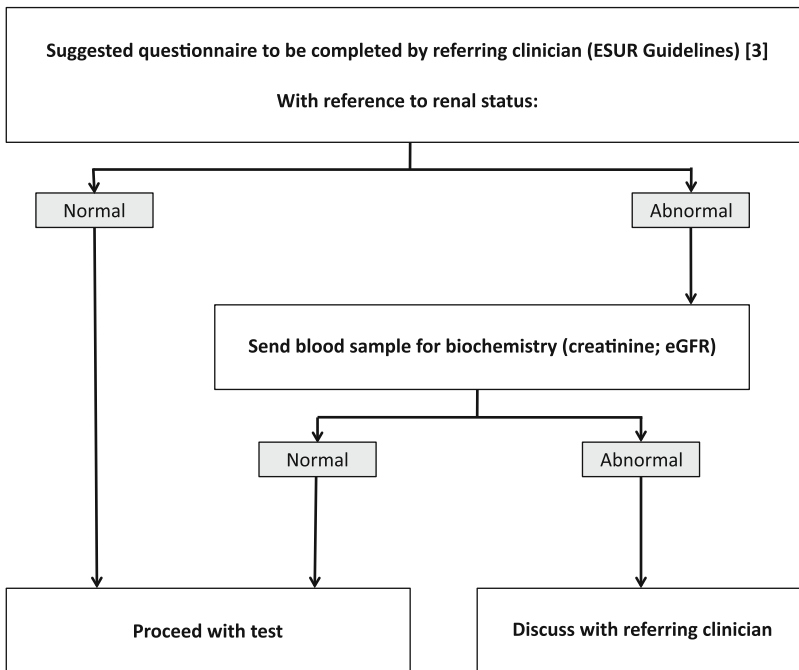 Suggested questionnaire to be completed by referring clinician (ESUR Guidelines) [3]
With reference to renal status:
Normal
Abnormal
Send blood sample for biochemistry (creatinine; eGFR)
Normal
Abnormal
Proceed with test
Discuss with referring clinician